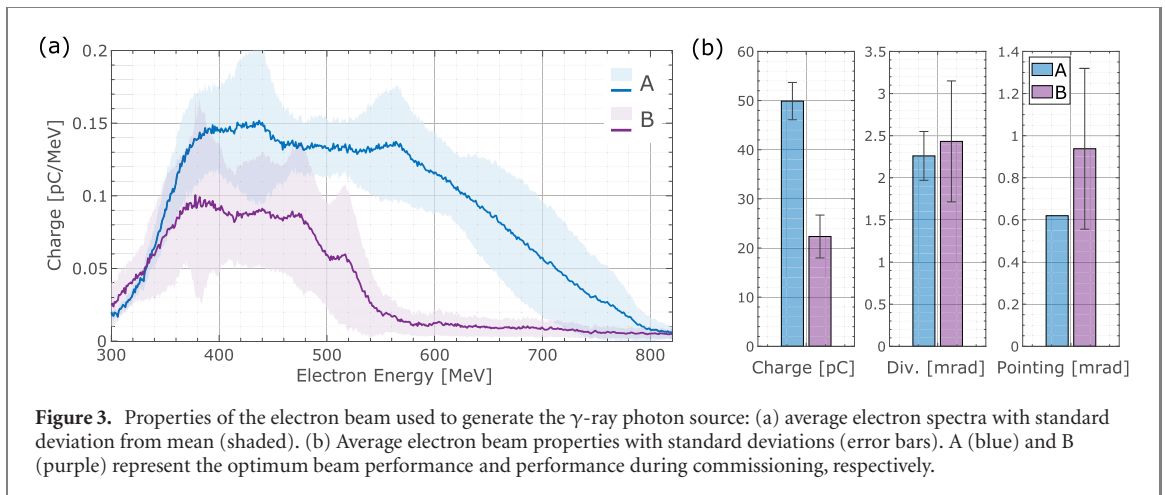 (a)
0.2
0.15
0.1
0.05
0
Charge [pC/MeV]
300 400 500 600 700 800
Electron Energy [MeV]
A
B
(b)
60
50
40
30
20
10
0
Charge [pC]
3.5
3
2.5
2
1.5
1
0.5
0
Div. [mrad]
1.4
1.2
1
0.8
0.6
0.4
0.2
0
Pointing [mrad]
A
B
Figure 3. Properties of the electron beam used to generate the γ-ray photon source: (a) average electron spectra with standard
deviation from mean (shaded). (b) Average electron beam properties with standard deviations (error bars). A (blue) and B
(purple) represent the optimum beam performance and performance during commissioning, respectively.